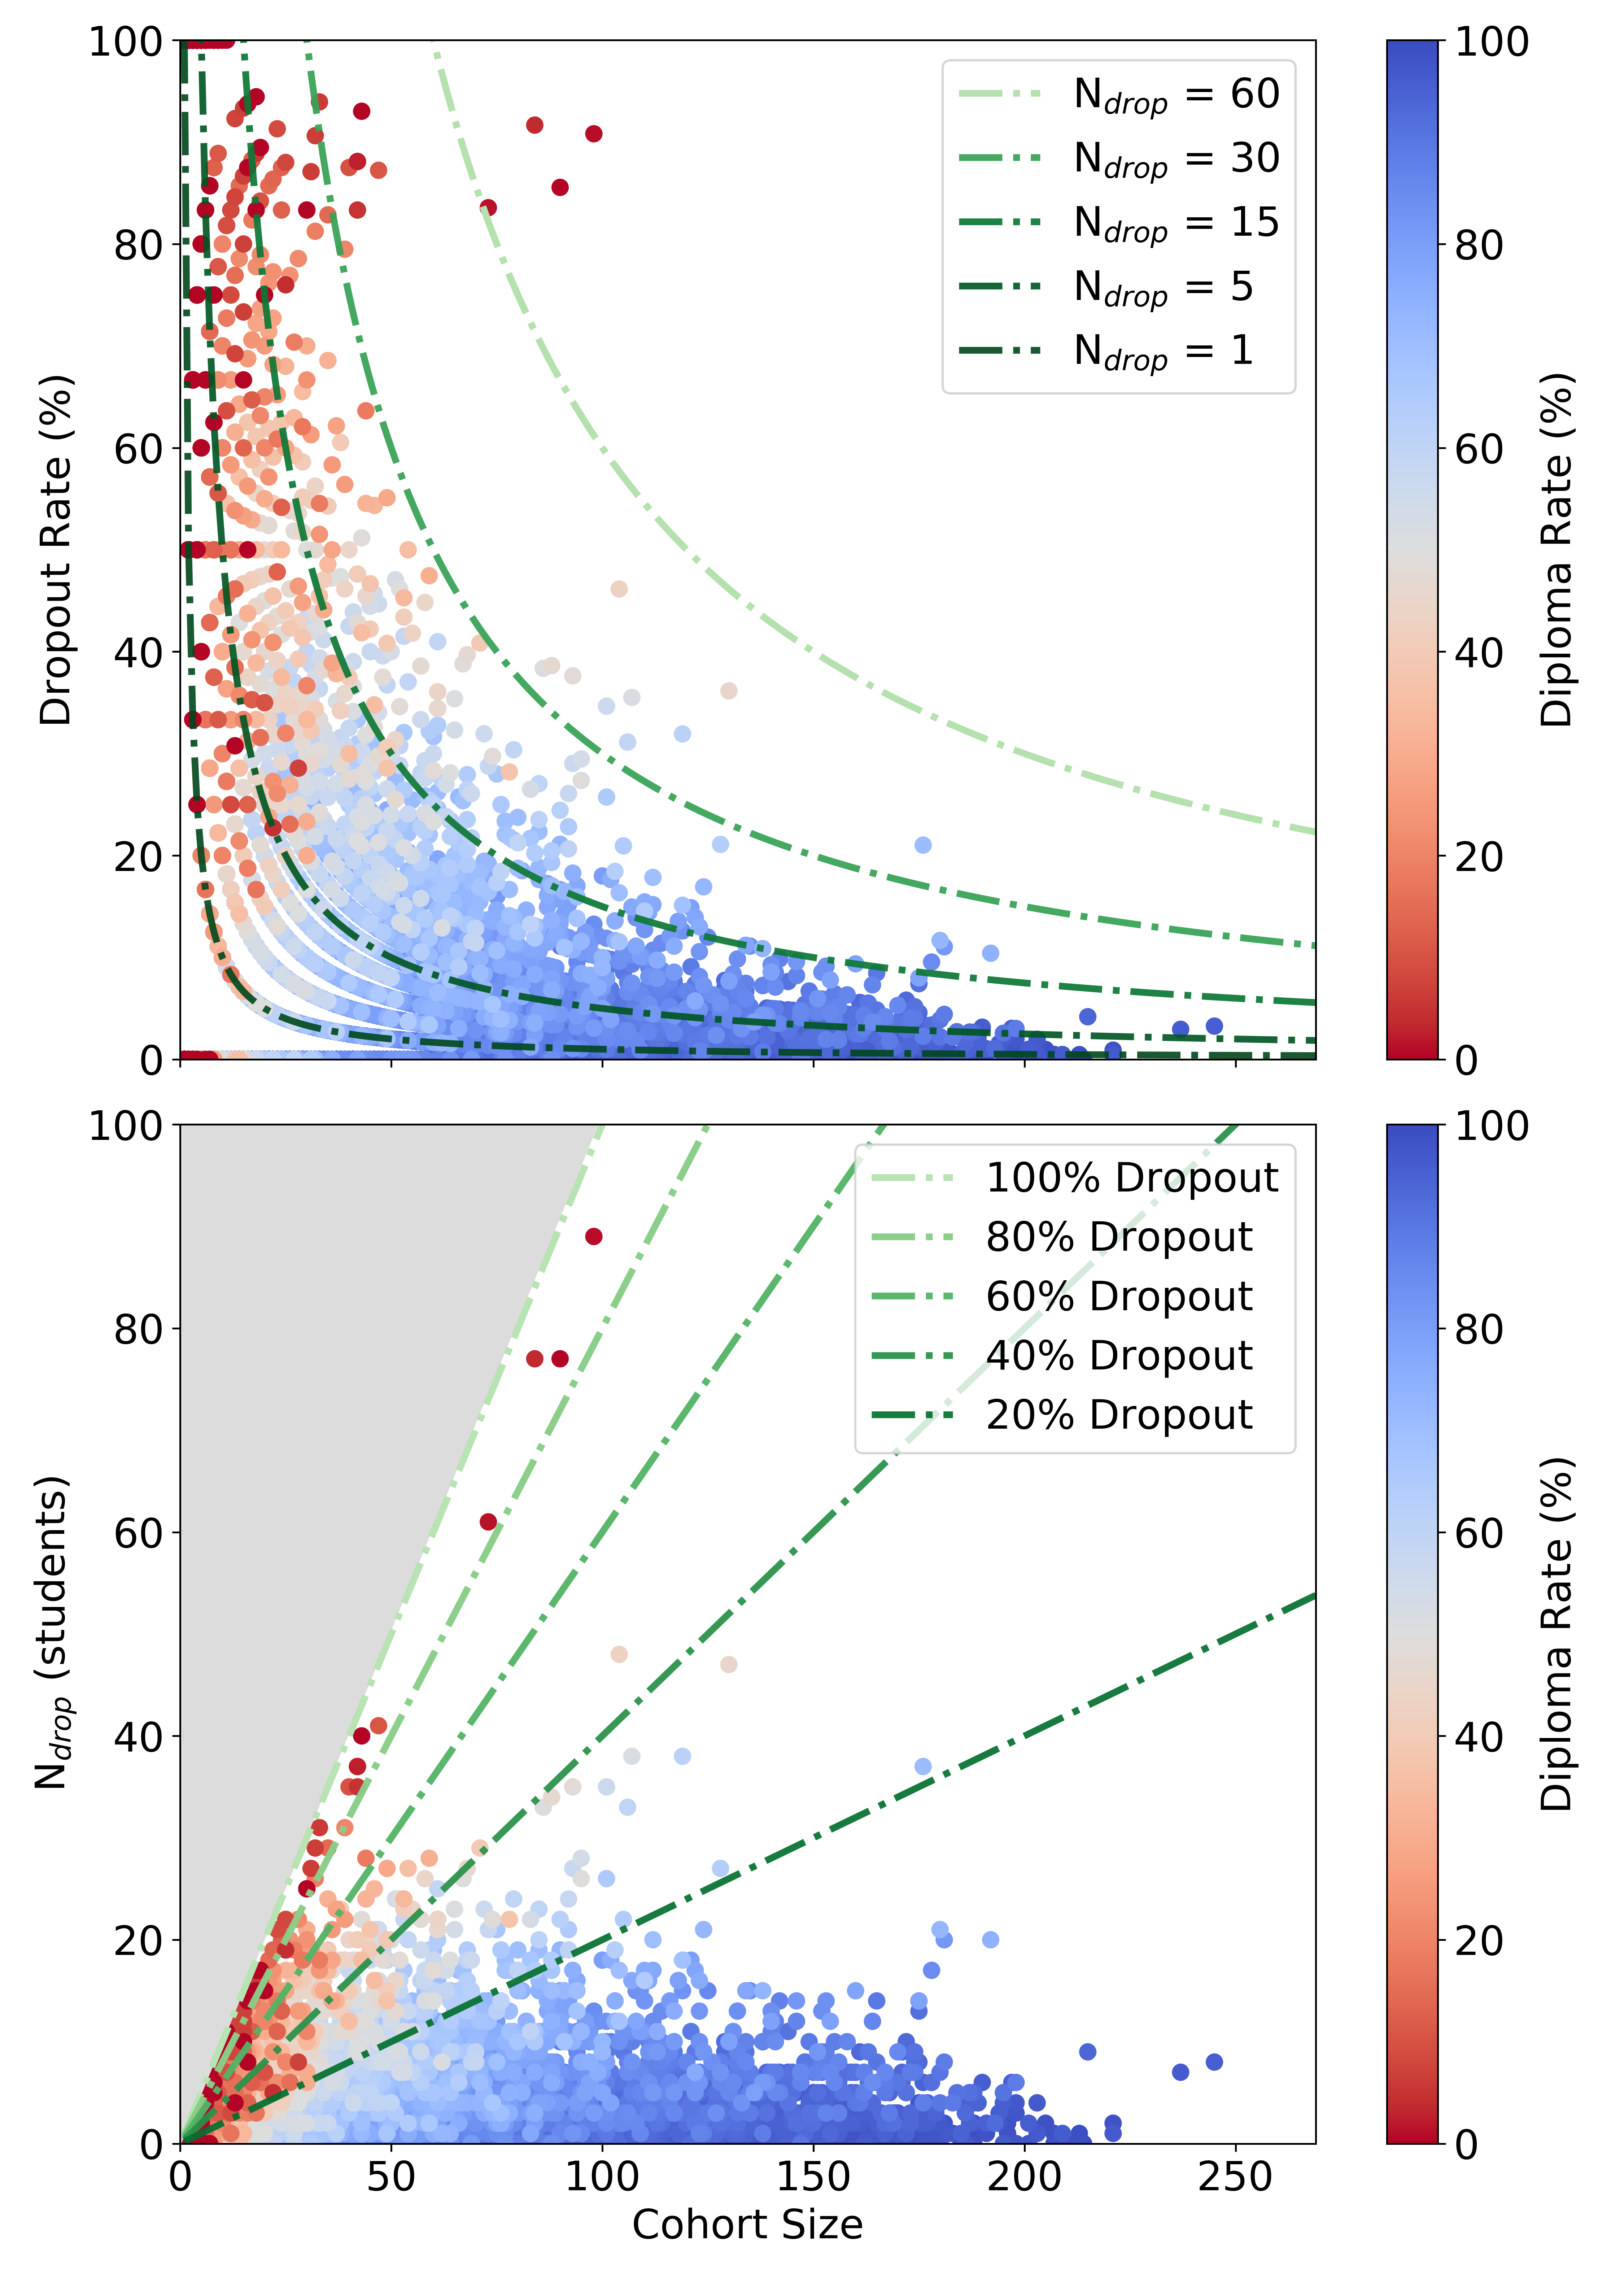 100
80
60
40
20
0
Dropout Rate (%)
N_drop = 60
N_drop = 30
N_drop = 15
N_drop = 5
N_drop = 1
100
80
60
40
20
0
Diploma Rate (%)
100
80
60
40
20
0
N_drop (students)
100% Dropout
80% Dropout
60% Dropout
40% Dropout
20% Dropout
0 50 100 150 200 250
Cohort Size
100
80
60
40
20
0
Diploma Rate (%)